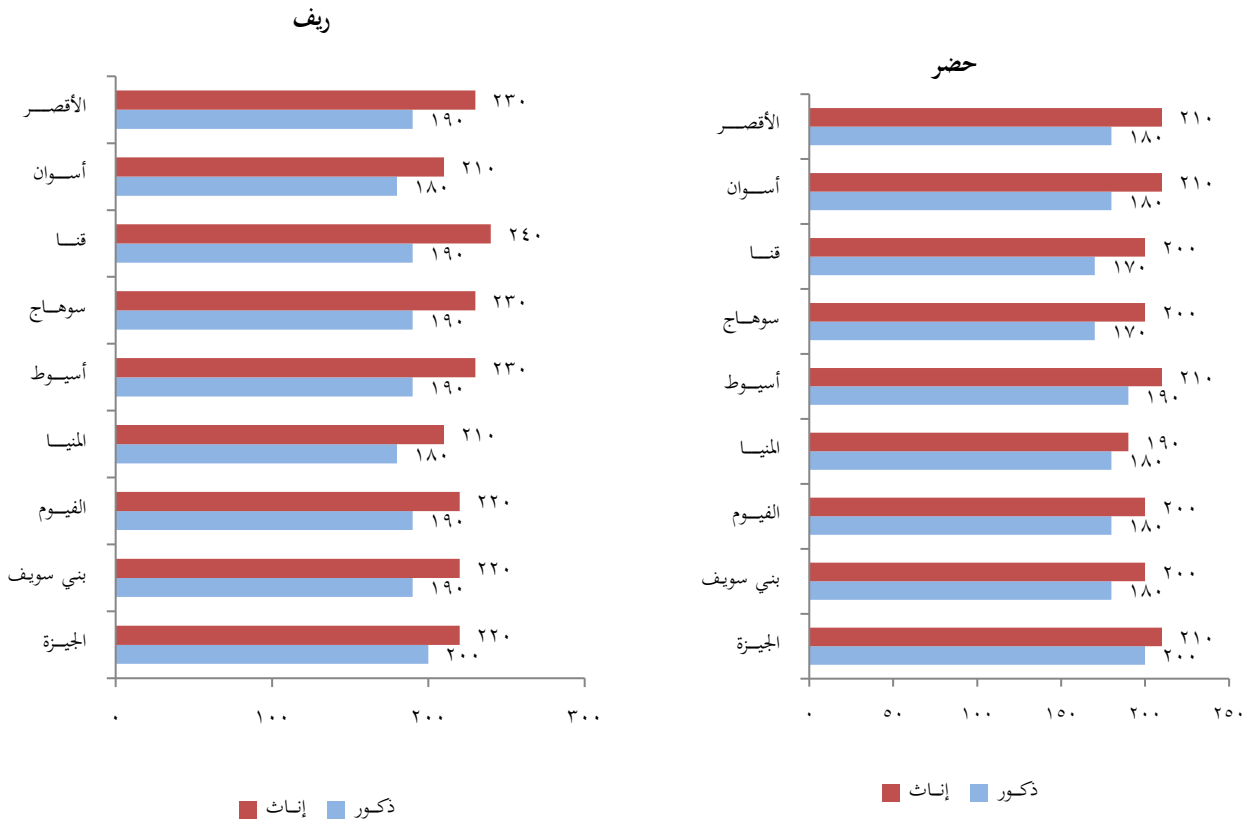 ريف
الأقصــر ٢٣٠
١٩٠
أســوان ٢١٠
١٨٠
قنــا ٢٤٠
١٩٠
سوهــاج ٢٣٠
١٩٠
أسيــوط ٢٣٠
١٩٠
المنيــا ٢١٠
١٨٠
الفيــوم ٢٢٠
١٩٠
بني سويف ٢٢٠
١٩٠
الجيــزة ٢٢٠
٢٠٠
٠ ١٠٠ ٢٠٠ ٣٠٠
إنــاث ذكــور
حضر
الأقصــر ٢١٠
١٨٠
أســوان ٢١٠
١٨٠
قنــا ٢٠٠
١٧٠
سوهــاج ٢٠٠
١٧٠
أسيــوط ٢١٠
١٩٠
المنيــا ١٩٠
١٨٠
الفيــوم ٢٠٠
١٨٠
بني سويف ٢٠٠
١٨٠
الجيــزة ٢١٠
٢٠٠
٠ ٥٠ ١٠٠ ١٥٠ ٢٠٠ ٢٥٠
إنــاث ذكــور